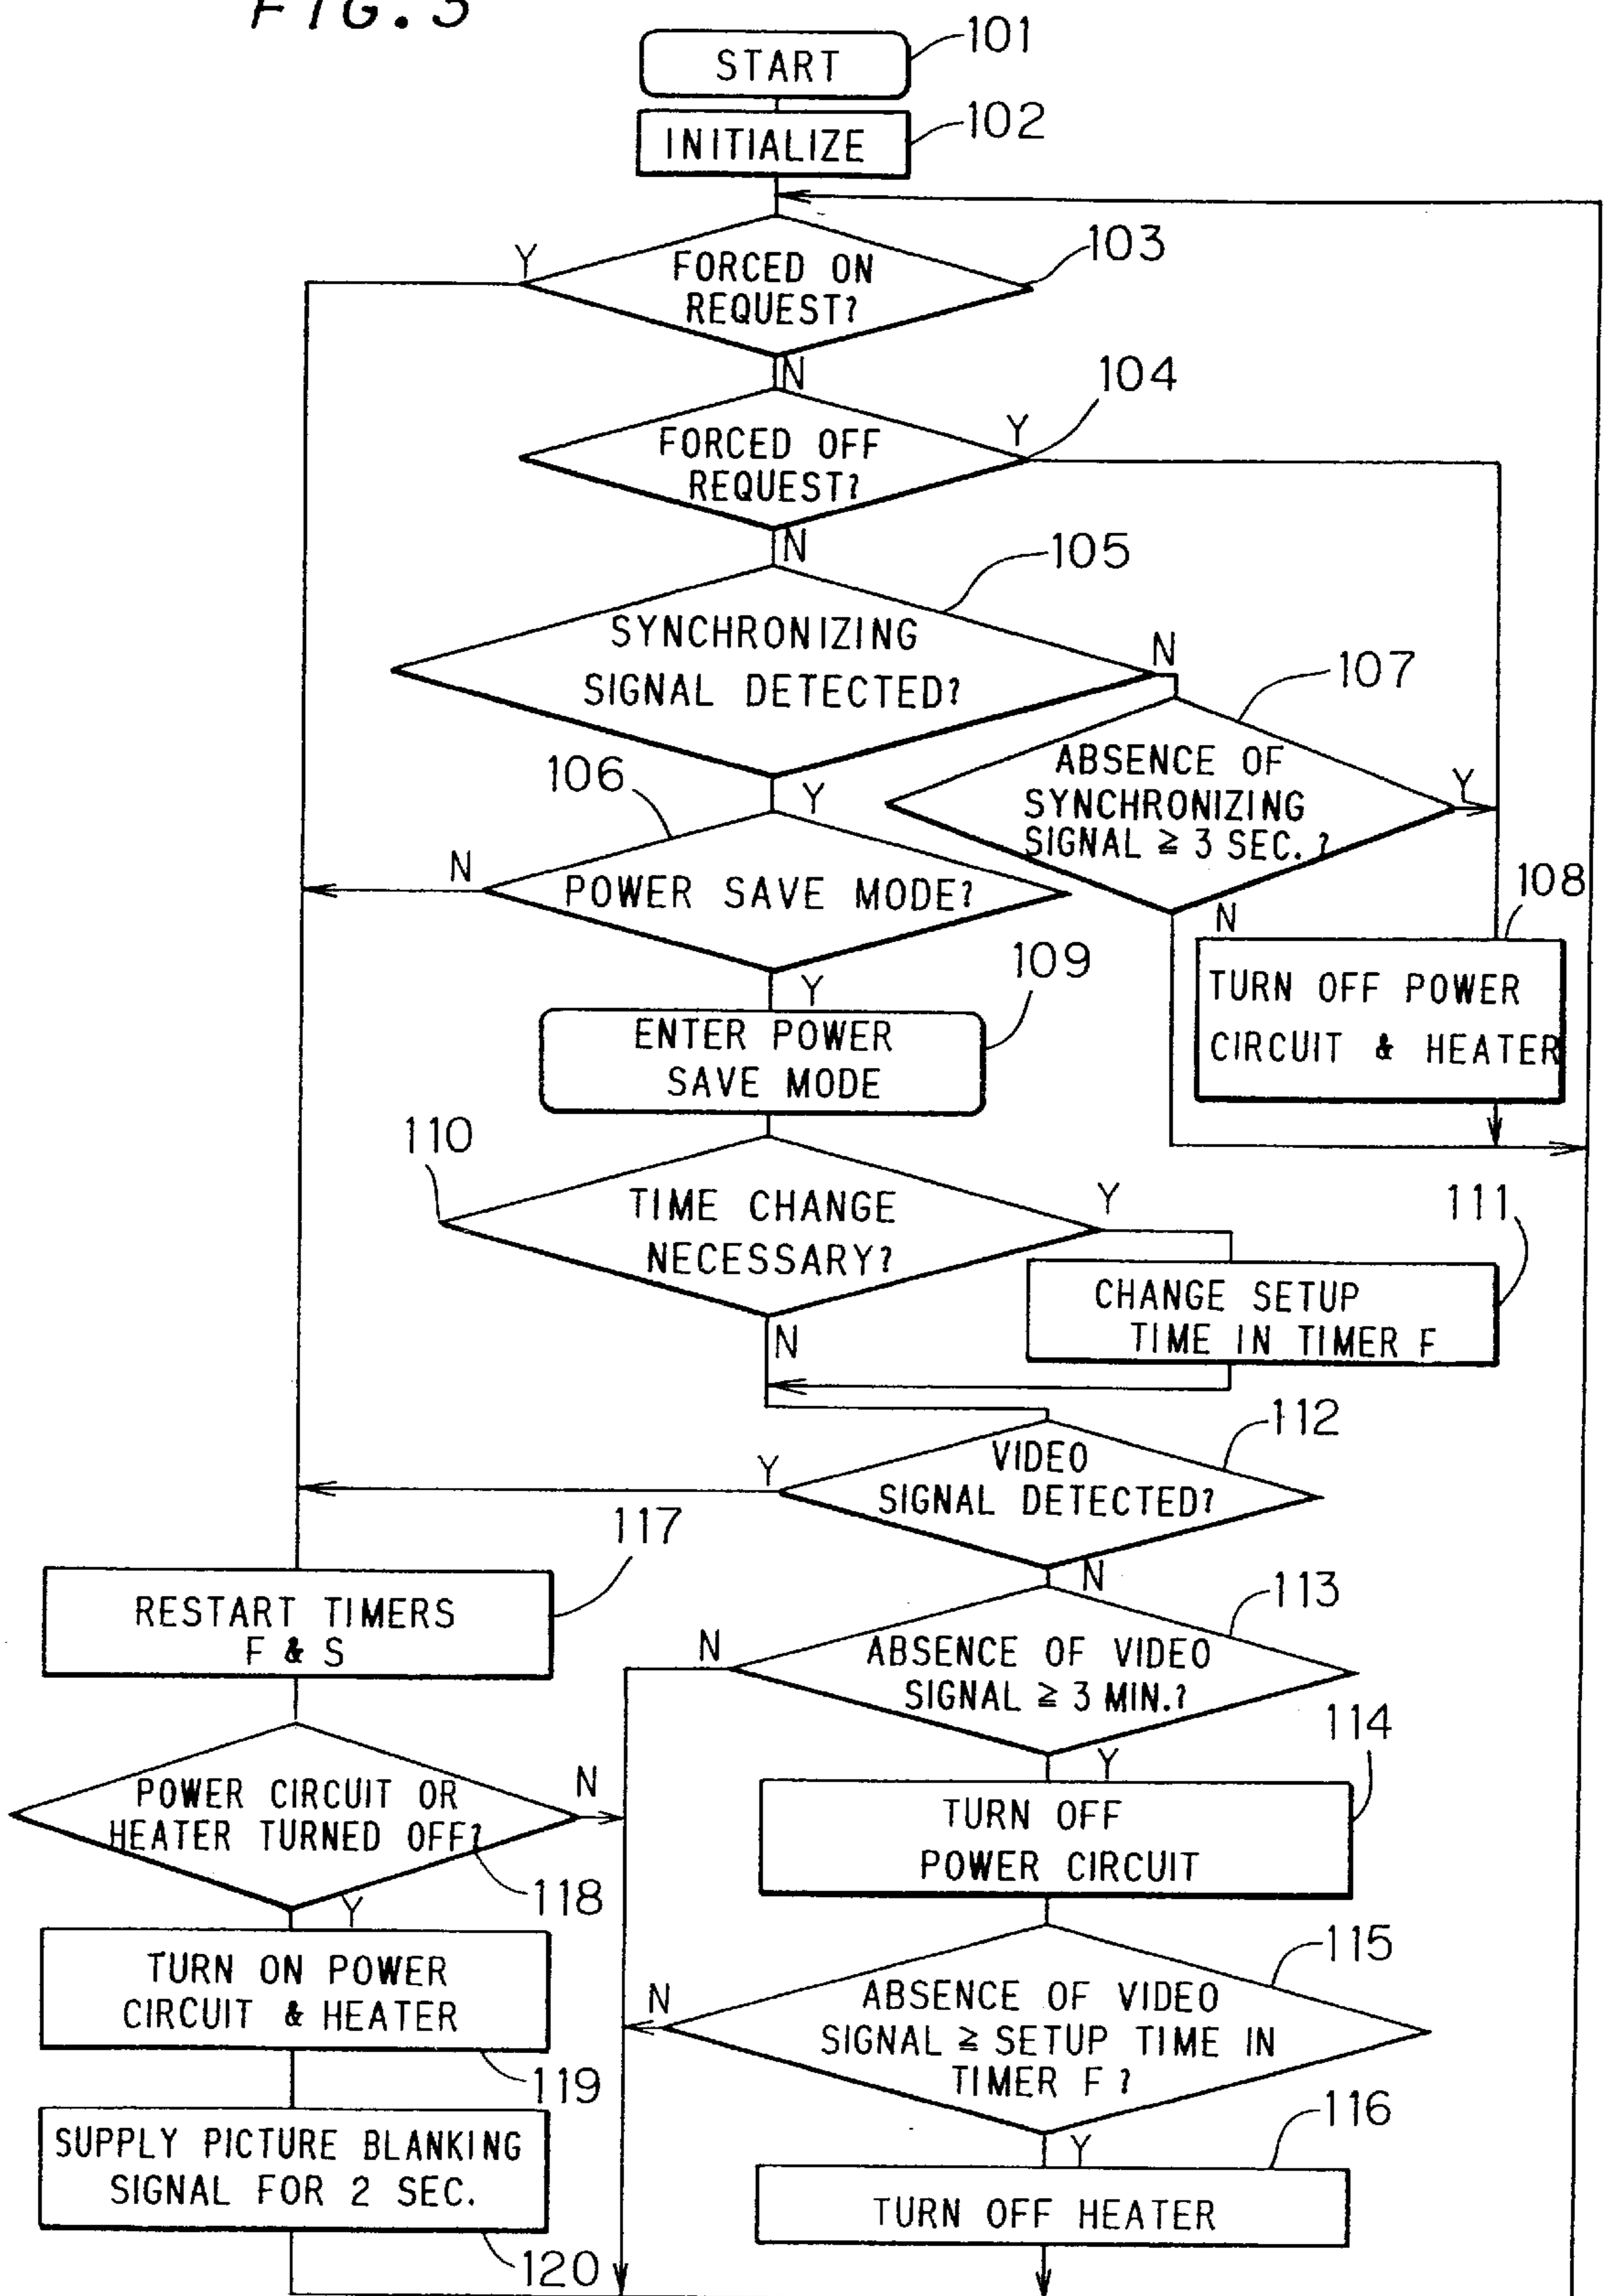 FIG. 3
101
START
102
INITIALIZE
103
Y
FORCED ON
REQUEST?
N
104
Y
FORCED OFF
REQUEST?
N
105
SYNCHRONIZING
SIGNAL DETECTED?
N
107
106
Y
ABSENCE OF
SYNCHRONIZING
SIGNAL ≧ 3 SEC.?
Y
N
POWER SAVE MODE?
N
108
TURN OFF POWER
CIRCUIT & HEATER
Y
109
ENTER POWER
SAVE MODE
110
TIME CHANGE
NECESSARY?
Y
111
CHANGE SETUP
TIME IN TIMER F
N
112
VIDEO
SIGNAL DETECTED?
Y
117
N
RESTART TIMERS
F & S
113
ABSENCE OF VIDEO
SIGNAL ≧ 3 MIN.?
N
114
Y
POWER CIRCUIT OR
HEATER TURNED OFF?
N
118
Y
TURN OFF
POWER CIRCUIT
TURN ON POWER
CIRCUIT & HEATER
119
115
ABSENCE OF VIDEO
SIGNAL ≧ SETUP TIME IN
TIMER F?
N
116
Y
SUPPLY PICTURE BLANKING
SIGNAL FOR 2 SEC.
120
TURN OFF HEATER